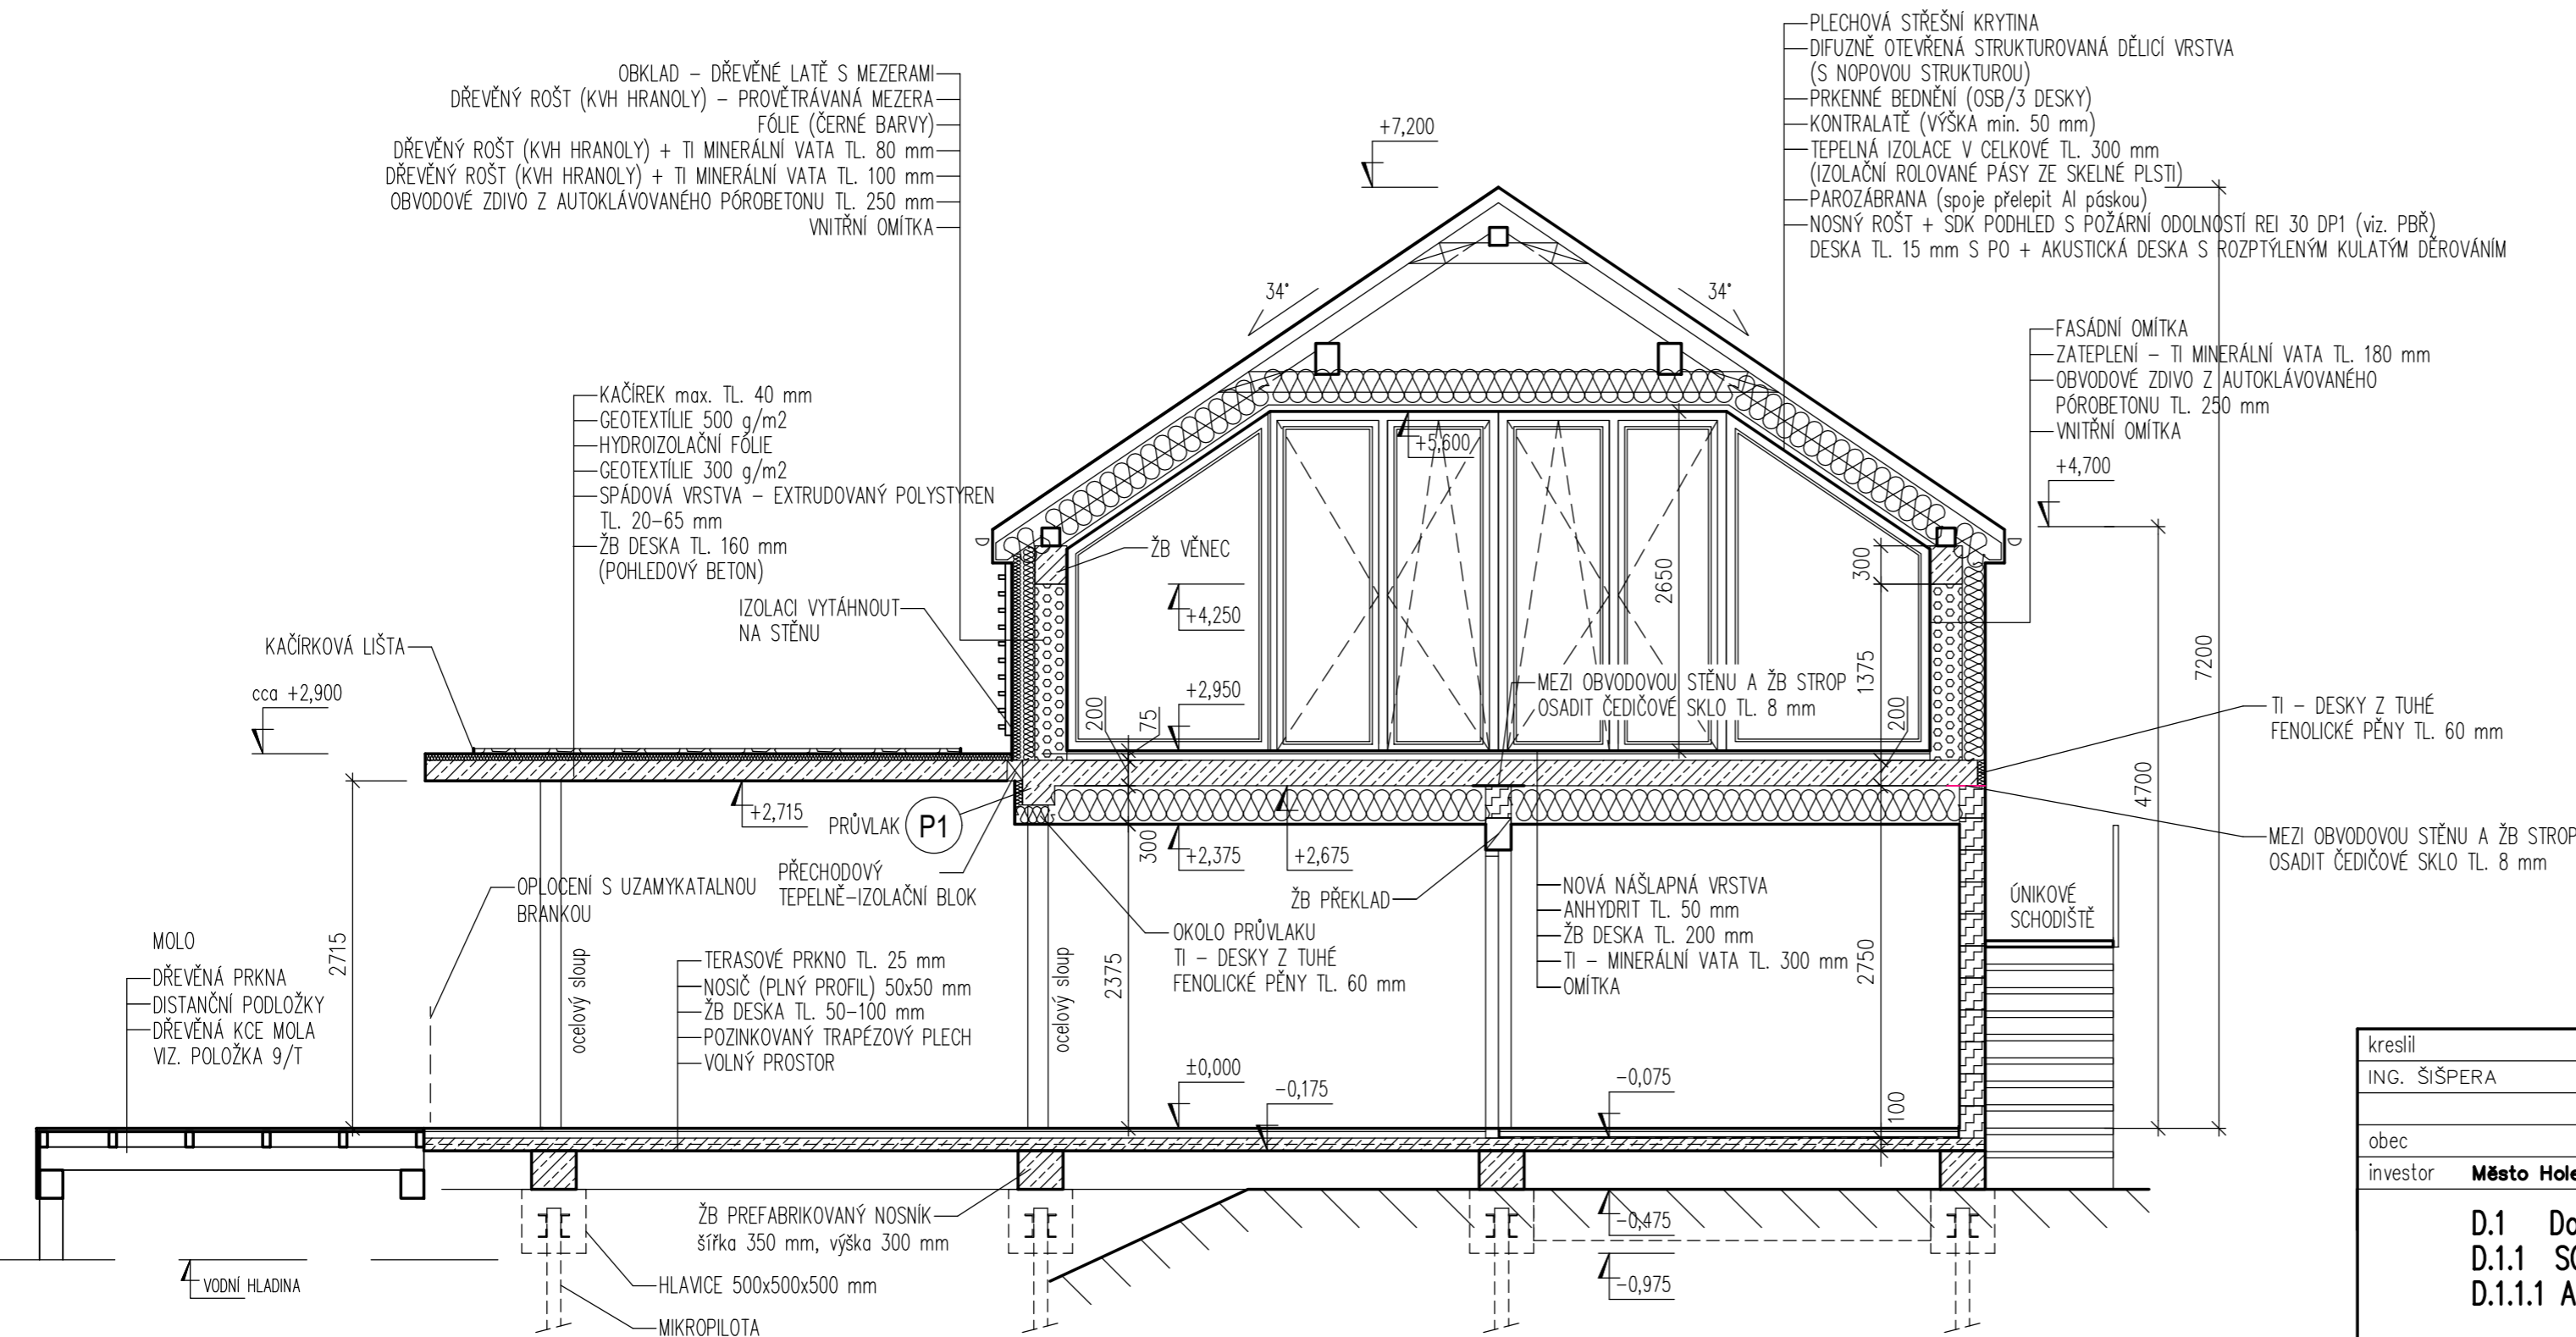 OBKLAD – DŘEVĚNÉ LATĚ S MEZERAMI
DŘEVĚNÝ ROŠT (KVH HRANOLY) – PROVĚTRÁVANÁ MEZERA
FÓLIE (ČERNÉ BARVY)
DŘEVĚNÝ ROŠT (KVH HRANOLY) + TI MINERÁLNÍ VATA TL. 80 mm
DŘEVĚNÝ ROŠT (KVH HRANOLY) + TI MINERÁLNÍ VATA TL. 100 mm
OBVODOVÉ ZDIVO Z AUTOKLÁVOVANÉHO PÓROBETONU TL. 250 mm
VNITŘNÍ OMÍTKA
PLECHOVÁ STŘEŠNÍ KRYTINA
DIFUZNĚ OTEVŘENÁ STRUKTUROVANÁ DĚLICÍ VRSTVA
(S NOPOVOU STRUKTUROU)
PRKENNÉ BEDNĚNÍ (OSB/3 DESKY)
KONTRALATĚ (VÝŠKA min. 50 mm)
TEPELNÁ IZOLACE V CELKOVÉ TL. 300 mm
(IZOLAČNÍ ROLOVANÉ PÁSY ZE SKELNÉ PLSTI)
PAROZÁBRANA (spoje přelepit Al páskou)
NOSNÝ ROŠT + SDK PODHLED S POŽÁRNÍ ODOLNOSTÍ REI 30 DP1 (viz. PBŘ)
DESKA TL. 15 mm S PO + AKUSTICKÁ DESKA S ROZPTÝLENÝM KULATÝM DĚROVÁNÍM
+7,200
34°
34°
FASÁDNÍ OMÍTKA
ZATEPLENÍ – TI MINERÁLNÍ VATA TL. 180 mm
OBVODOVÉ ZDIVO Z AUTOKLÁVOVANÉHO
PÓROBETONU TL. 250 mm
VNITŘNÍ OMÍTKA
+4,700
KAČÍREK max. TL. 40 mm
GEOTEXTÍLIE 500 g/m2
HYDROIZOLAČNÍ FÓLIE
GEOTEXTÍLIE 300 g/m2
SPÁDOVÁ VRSTVA – EXTRUDOVANÝ POLYSTYREN
TL. 20–65 mm
ŽB DESKA TL. 160 mm
(POHLEDOVÝ BETON)
+5,600
ŽB VĚNEC
IZOLACI VYTÁHNOUT
NA STĚNU
+4,250
2650
300
1375
7200
KAČÍRKOVÁ LIŠTA
cca +2,900
+2,950
200
75
200
MEZI OBVODOVOU STĚNU A ŽB STROP
OSADIT ČEDIČOVÉ SKLO TL. 8 mm
TI – DESKY Z TUHÉ
FENOLICKÉ PĚNY TL. 60 mm
4700
+2,715
PRŮVLAK
P1
300
+2,375
+2,675
MEZI OBVODOVOU STĚNU A ŽB STROP
OSADIT ČEDIČOVÉ SKLO TL. 8 mm
PŘECHODOVÝ
TEPELNĚ–IZOLAČNÍ BLOK
ŽB PŘEKLAD
OPLOCENÍ S UZAMYKATALNOU
BRANKOU
NOVÁ NÁŠLAPNÁ VRSTVA
ANHYDRIT TL. 50 mm
ŽB DESKA TL. 200 mm
TI – MINERÁLNÍ VATA TL. 300 mm
OMÍTKA
ÚNIKOVÉ
SCHODIŠTĚ
OKOLO PRŮVLAKU
TI – DESKY Z TUHÉ
FENOLICKÉ PĚNY TL. 60 mm
MOLO
DŘEVĚNÁ PRKNA
DISTANČNÍ PODLOŽKY
DŘEVĚNÁ KCE MOLA
VIZ. POLOŽKA 9/T
2715
ocelový sloup
TERASOVÉ PRKNO TL. 25 mm
NOSIČ (PLNÝ PROFIL) 50x50 mm
ŽB DESKA TL. 50–100 mm
POZINKOVANÝ TRAPÉZOVÝ PLECH
VOLNÝ PROSTOR
ocelový sloup
2375
2750
±0,000
–0,175
–0,075
100
kreslil
ING. ŠIŠPERA
obec
investor Město Hole
ŽB PREFABRIKOVANÝ NOSNÍK
šířka 350 mm, výška 300 mm
–0,475
–0,975
HLAVICE 500x500x500 mm
MIKROPILOTA
VODNÍ HLADINA
D.1 Do
D.1.1 SO
D.1.1.1 A